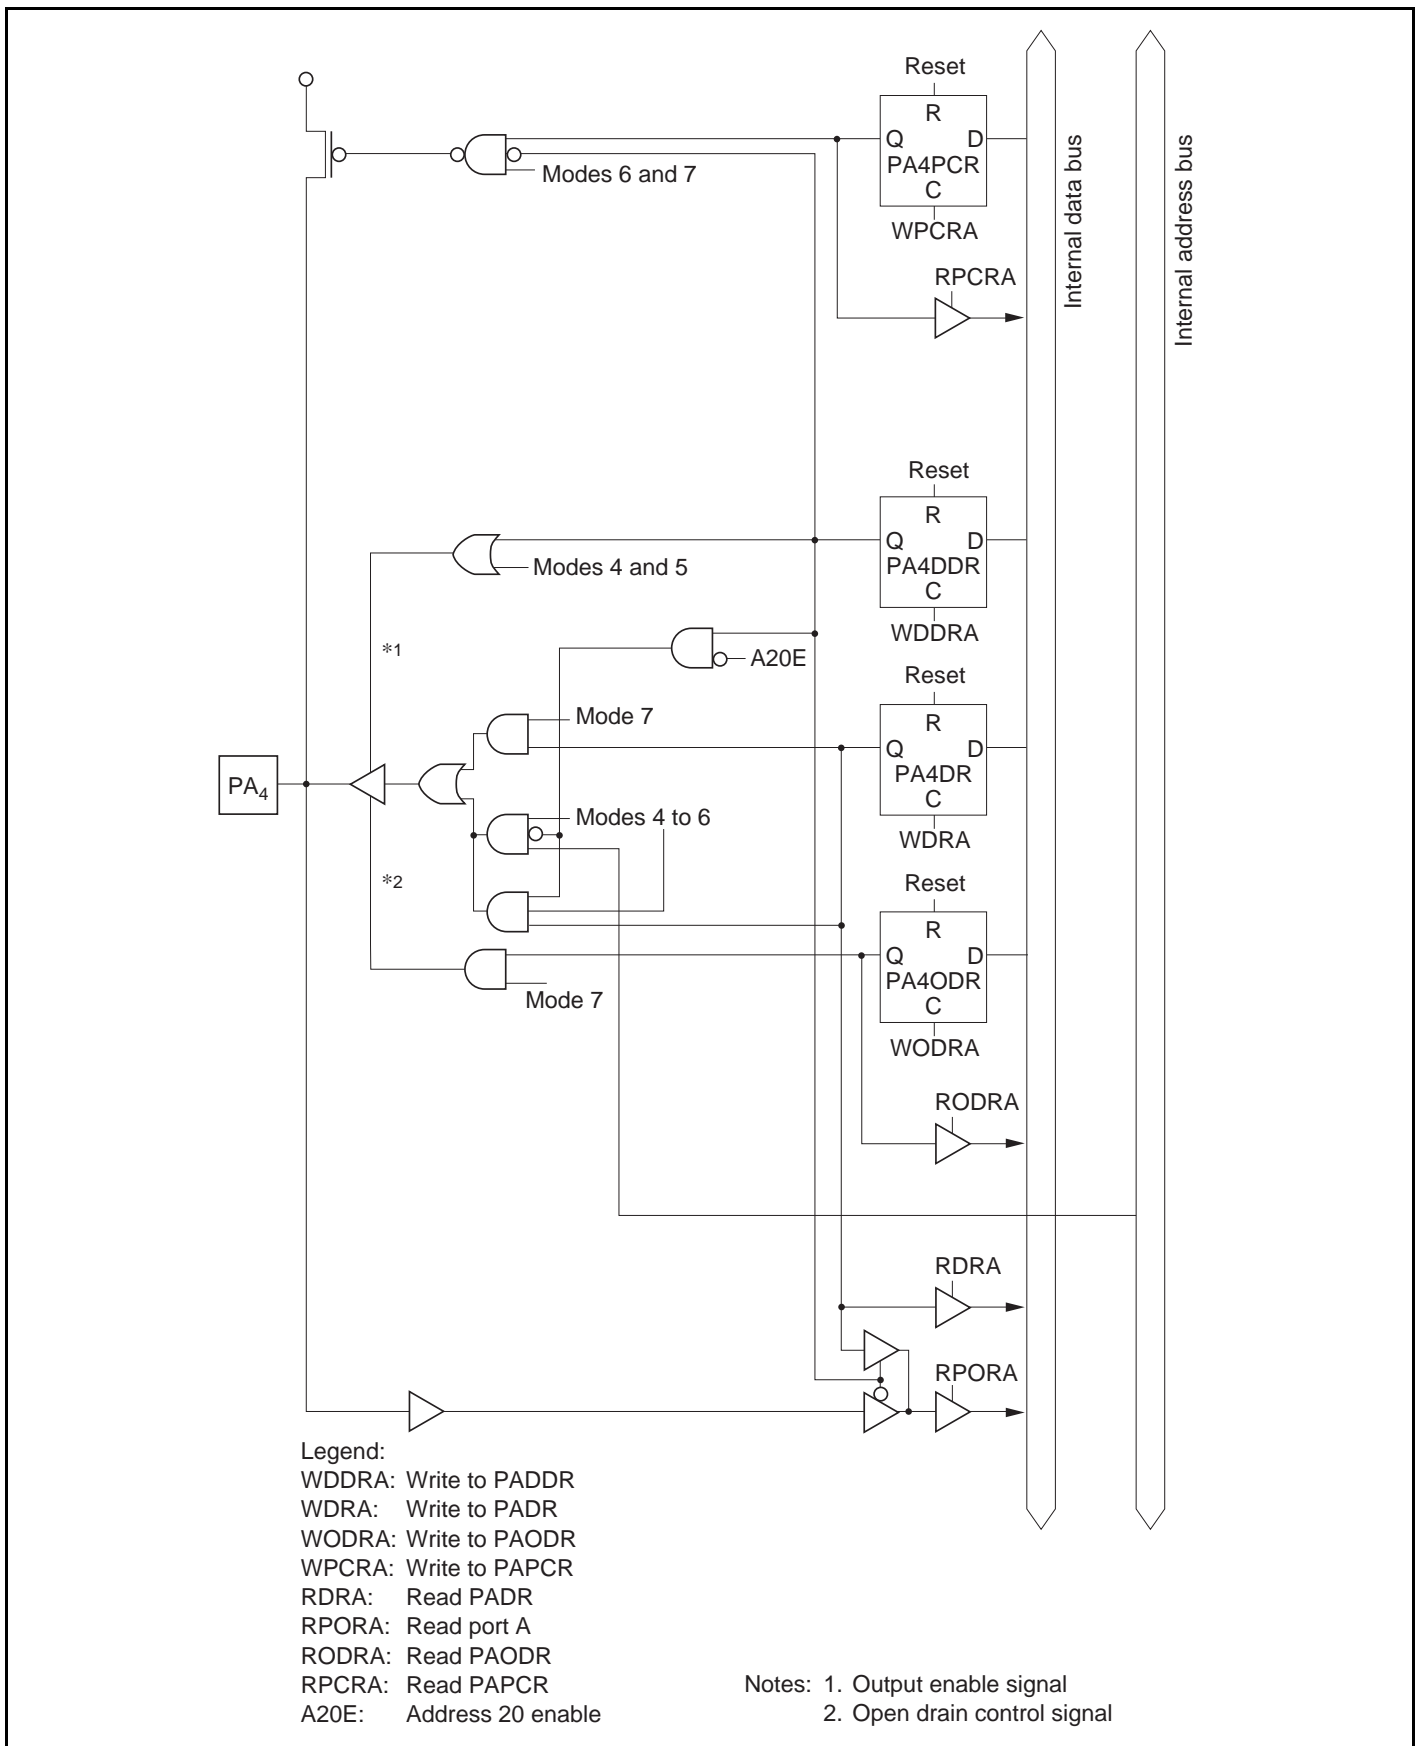 Reset
R
Q D
PA4PCR
C
WPCRA
Modes 6 and 7
RPCRA
Internal data bus
Internal address bus
Reset
R
Q D
PA4DDR
C
WDDRA
Modes 4 and 5
*1
A20E
Reset
R
Q D
PA4DR
C
WDRA
Mode 7
PA4
Modes 4 to 6
*2
Reset
R
Q D
PA4ODR
C
WODRA
Mode 7
RODRA
RDRA
RPORA
Legend:
WDDRA: Write to PADDR
WDRA: Write to PADR
WODRA: Write to PAODR
WPCRA: Write to PAPCR
RDRA: Read PADR
RPORA: Read port A
RODRA: Read PAODR
RPCRA: Read PAPCR
A20E: Address 20 enable
Notes: 1. Output enable signal
2. Open drain control signal